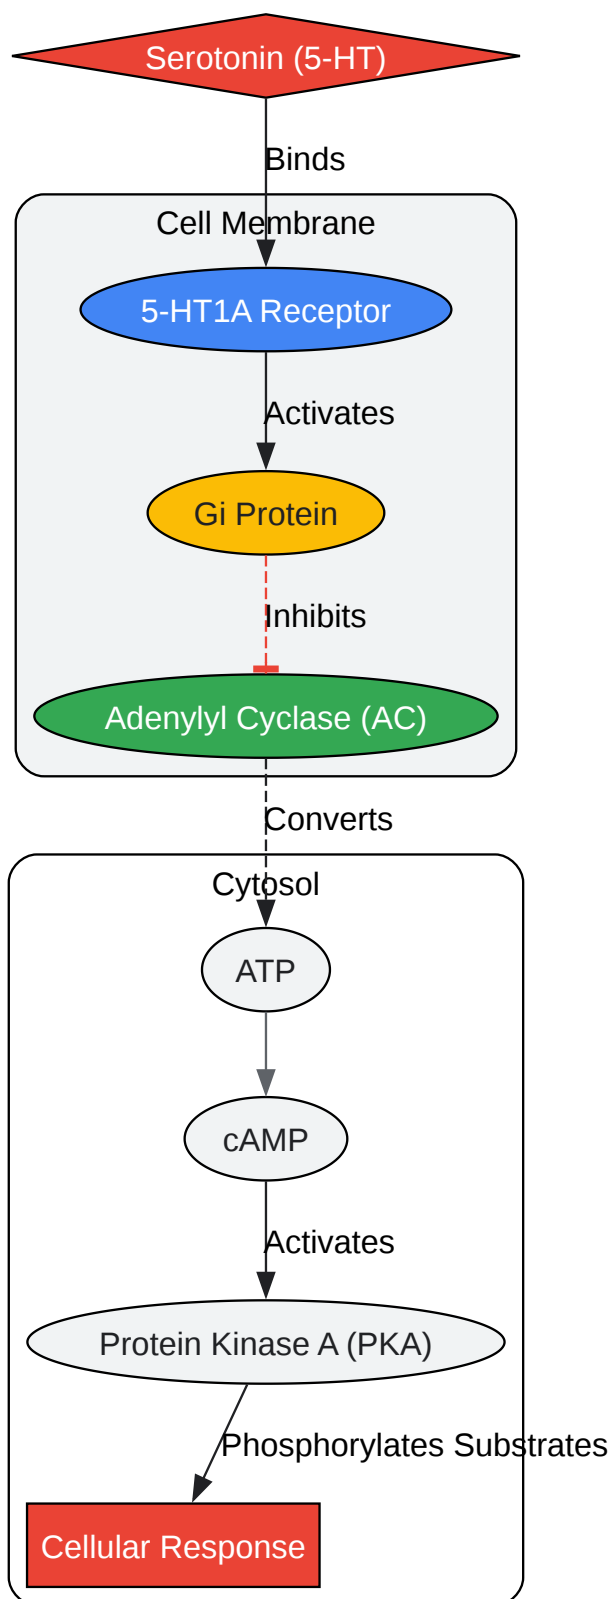 Serotonin (5-HT)
Binds
Cell Membrane
5-HT1A Receptor
Activates
Gi Protein
Inhibits
Adenylyl Cyclase (AC)
Converts
Cytosol
ATP
cAMP
Activates
Protein Kinase A (PKA)
Phosphorylates Substrates
Cellular Response